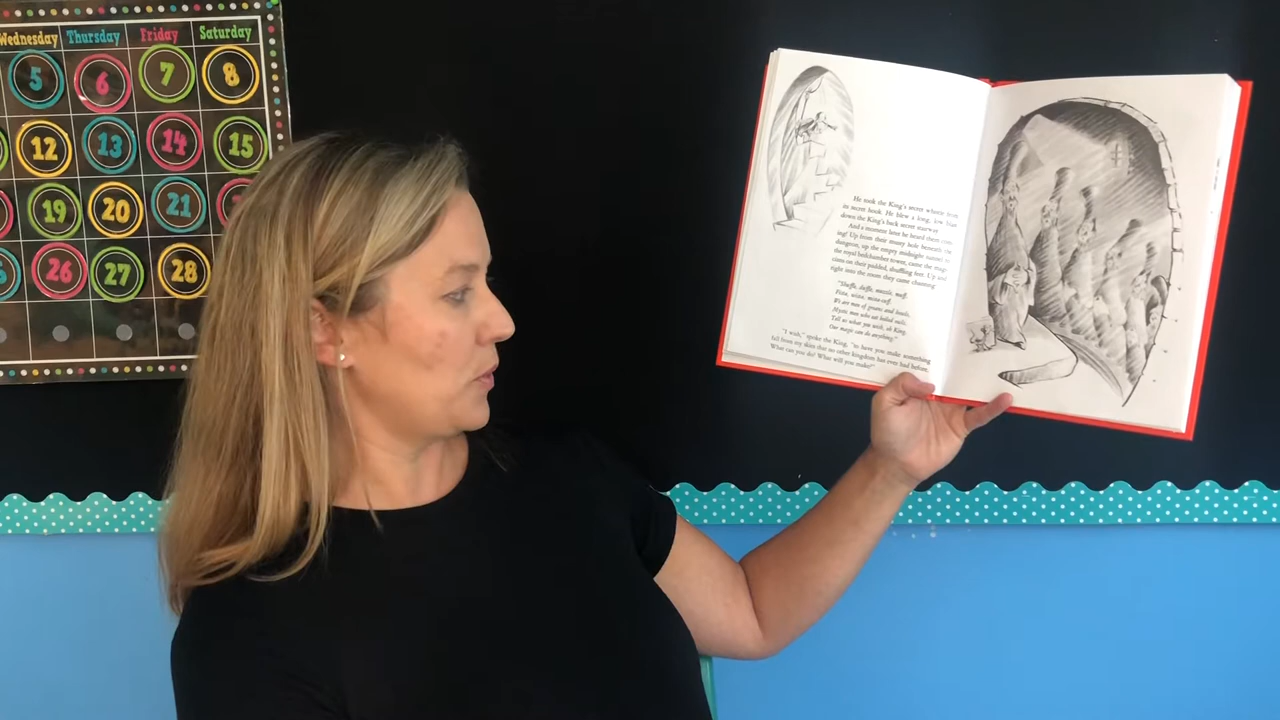 Wednesday Thursday Friday Saturday
5 6 7 8
12 13 14 15
19 20 21
26 27 28
He took the King's secret whistle from
its secret hook. He blew a long, low blast
down the King's back secret stairway.
And a moment later he heard them com-
ing! Up from their musty hole beneath the
dungeon, up the empty midnight tunnel to
the royal bedchamber tower, came the magi-
cians on their padded, shuffling feet. Up and
right into the room they came chanting:
"Shuffle, duffle, muzzle, muff.
Fista, wista, mista-cuff.
We are men of groans and howls,
Mystic men who eat boiled owls.
Tell us what you wish, oh King.
Our magic can do anything."
"I wish," spoke the King, "to have you make something
fall from my skies that no other kingdom has ever had before.
What can you do? What will you make?"